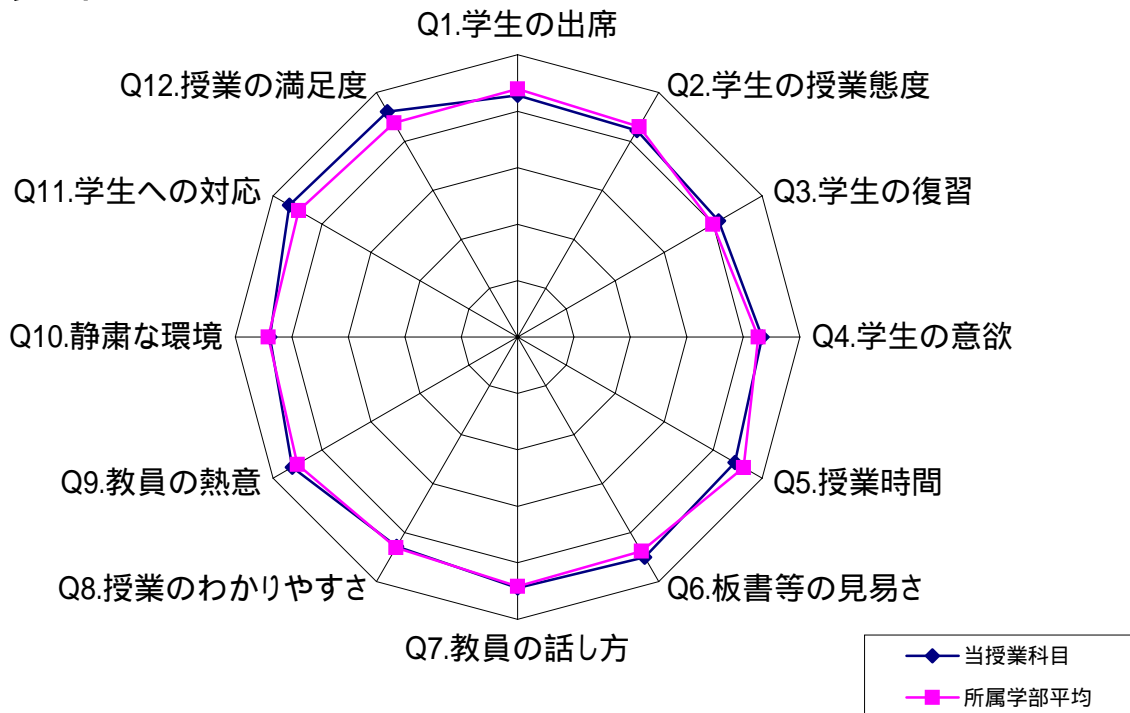 Q1.学生の出席
Q12.授業の満足度
Q2.学生の授業態度
Q11.学生への対応
Q3.学生の復習
Q10.静粛な環境
Q4.学生の意欲
Q9.教員の熱意
Q5.授業時間
Q8.授業のわかりやすさ
Q6.板書等の見易さ
Q7.教員の話し方
当授業科目
所属学部平均